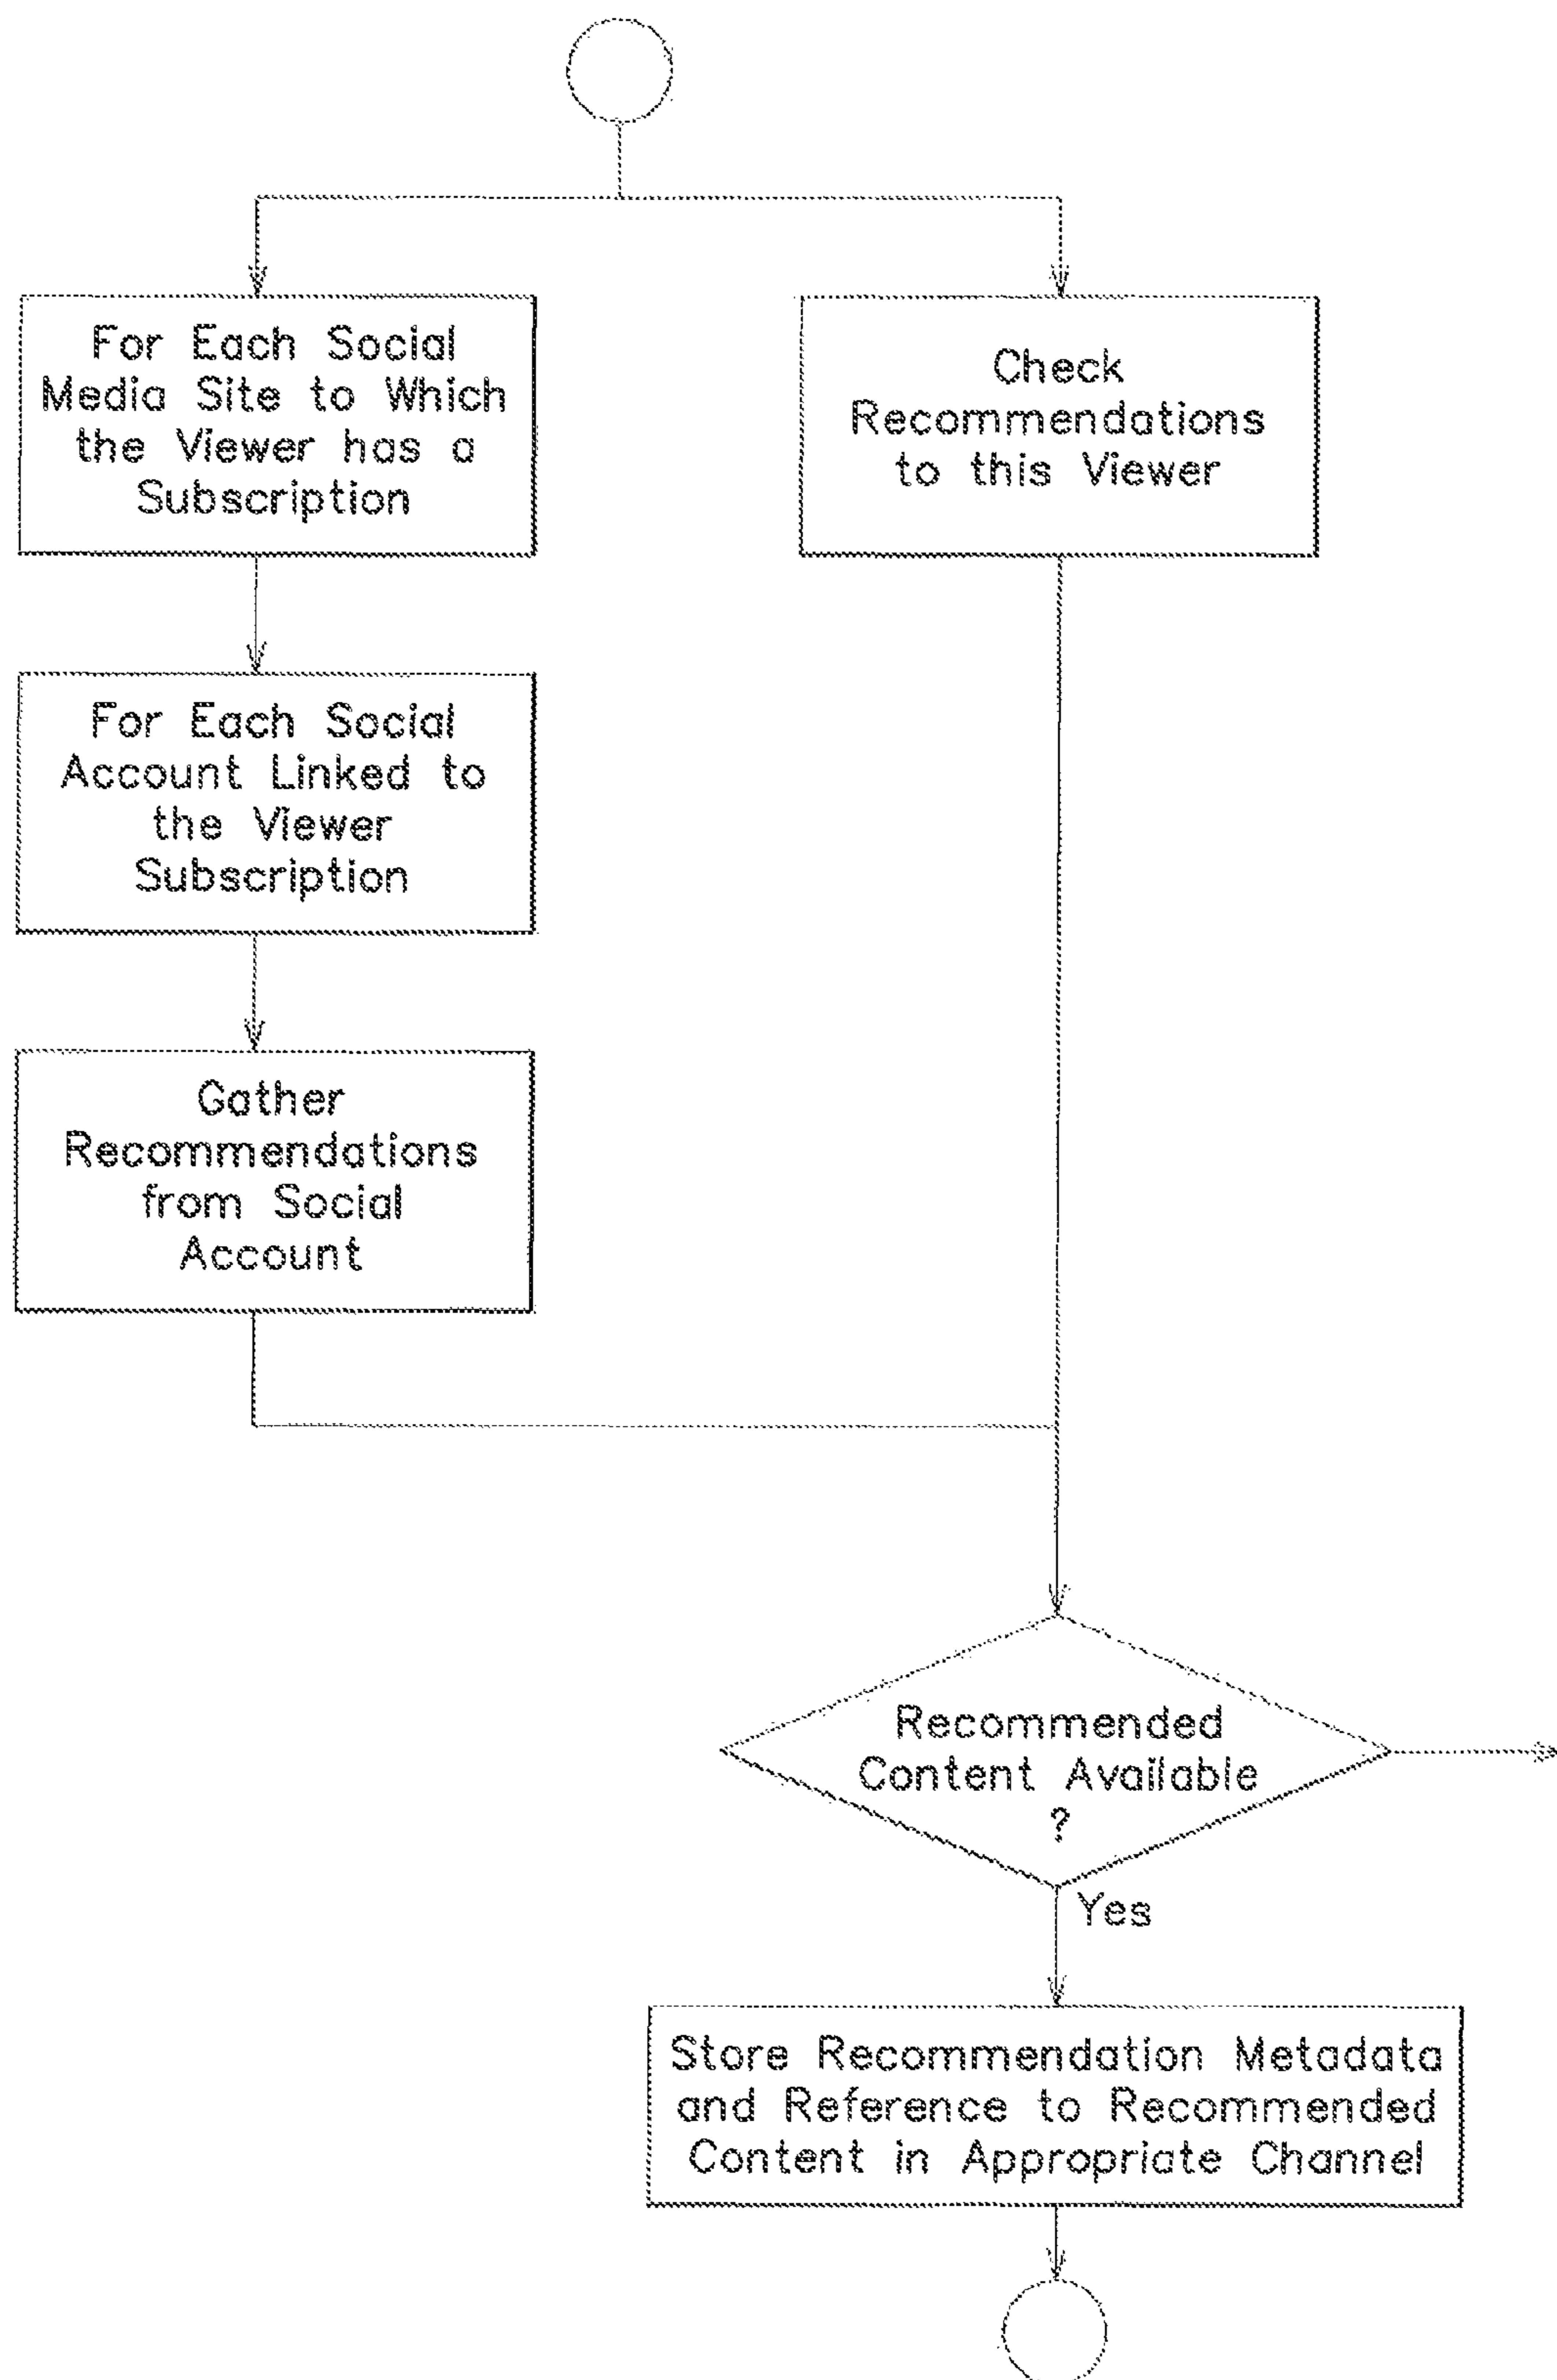 For Each Social
Media Site to Which
the Viewer has a
Subscription
Check
Recommendations
to this Viewer
For Each Social
Account Linked to
the Viewer
Subscription
Gather
Recommendations
from Social
Account
Recommended
Content Available
?
Yes
Store Recommendation Metadata
and Reference to Recommended
Content in Appropriate Channel